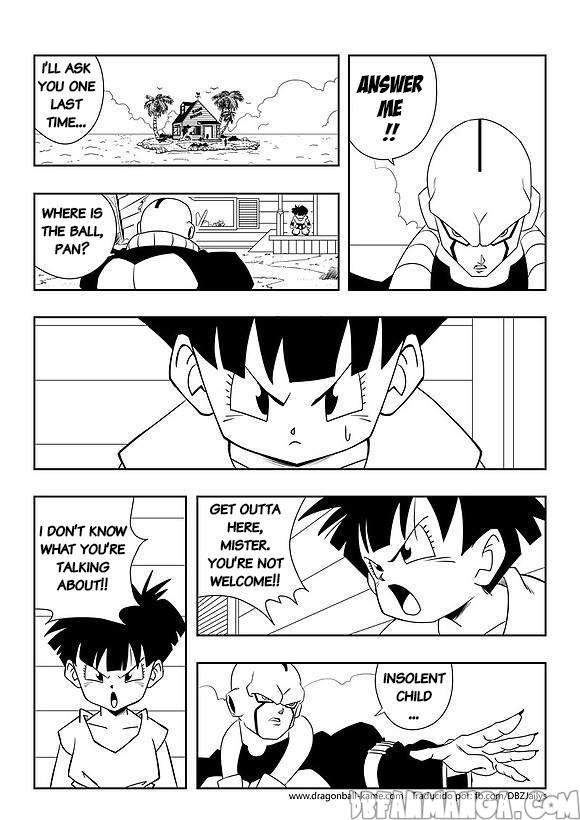 I'LL ASK
YOU ONE
LAST
TIME...
ANSWER
ME
!!
WHERE IS
THE BALL,
PAN?
I DON'T KNOW
WHAT YOU'RE
TALKING
ABOUT!!
GET OUTTA
HERE,
MISTER.
YOU'RE NOT
WELCOME!!
INSOLENT
CHILD
...
www.dragonball-kame.com Traducido por: fb.com/DBZJailys
DBFANMANGA.COM